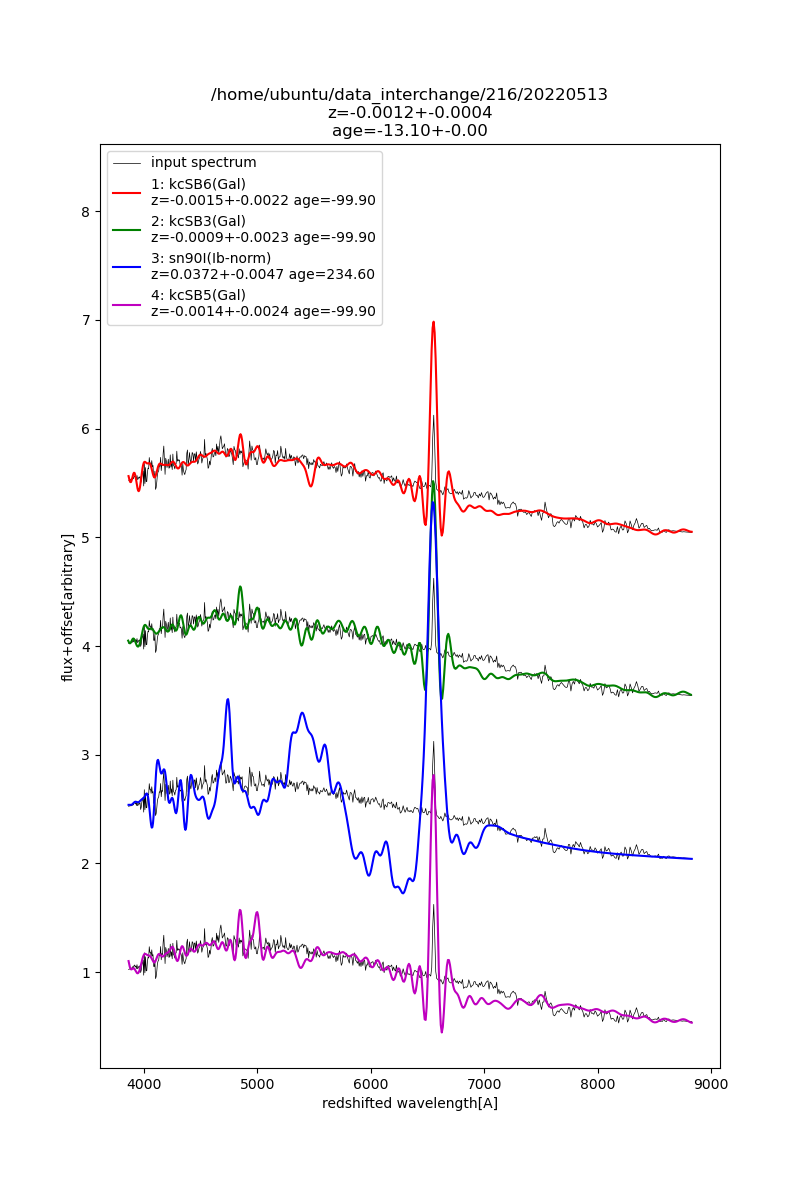 /home/ubuntu/data_interchange/216/20220513
z=-0.0012+-0.0004
age=-13.10+-0.00
input spectrum
1: kcSB6(Gal)
z=-0.0015+-0.0022 age=-99.90
2: kcSB3(Gal)
z=-0.0009+-0.0023 age=-99.90
3: sn90I(Ib-norm)
z=0.0372+-0.0047 age=234.60
4: kcSB5(Gal)
z=-0.0014+-0.0024 age=-99.90
8
7
6
5
4
3
2
1
flux+offset[arbitrary]
4000 5000 6000 7000 8000 9000
redshifted wavelength[A]